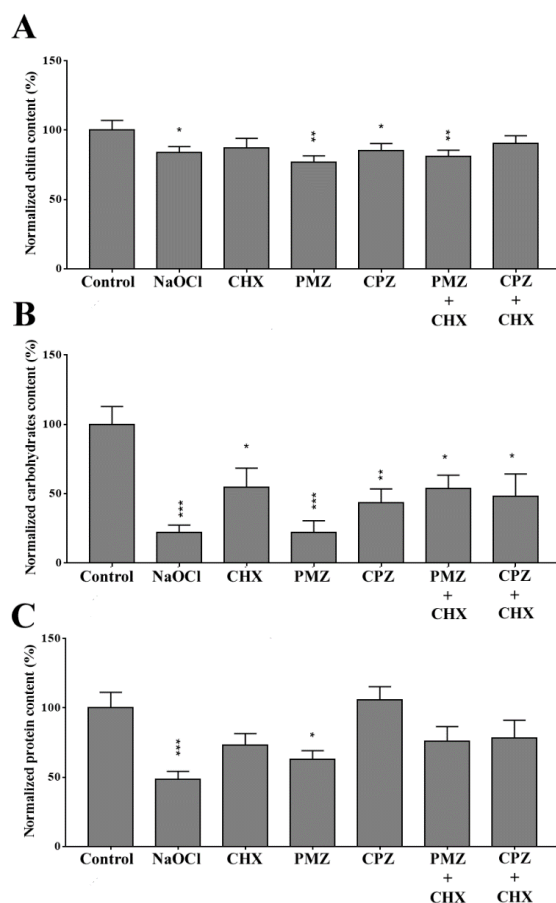 A
Normalized chitin content (%)
150
100
50
0
* ** * **
Control NaOCl CHX PMZ CPZ PMZ + CHX CPZ + CHX
B
Normalized carbohydrates content (%)
150
100
50
0
*** * *** ** * *
Control NaOCl CHX PMZ CPZ PMZ + CHX CPZ + CHX
C
Normalized protein content (%)
150
100
50
0
*** *
Control NaOCl CHX PMZ CPZ PMZ + CHX CPZ + CHX